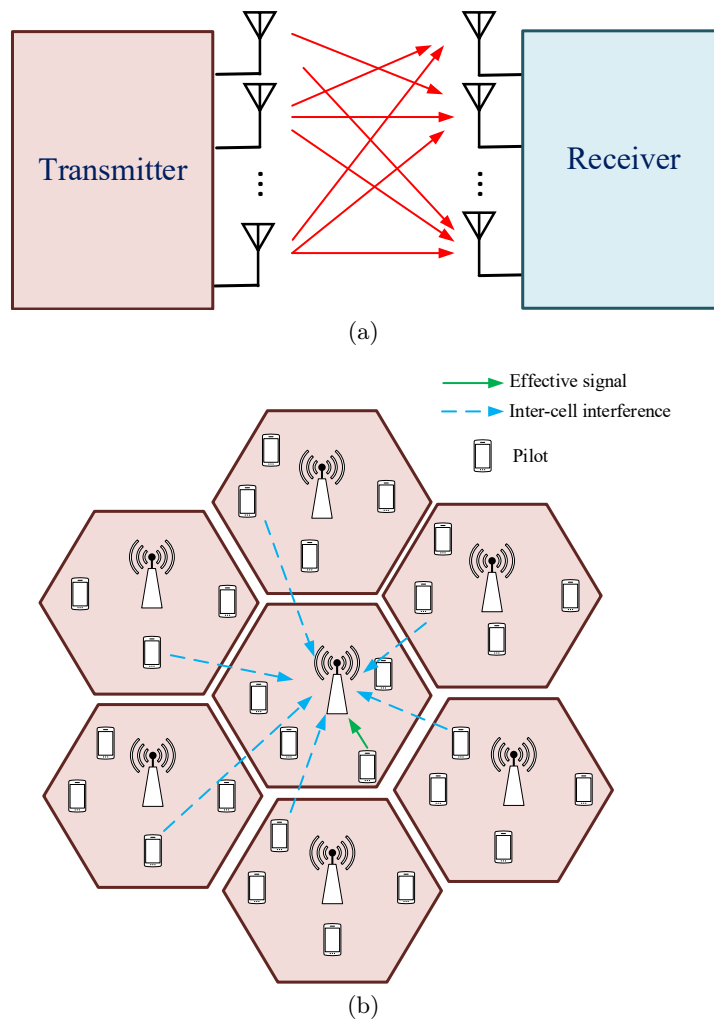 Transmitter
Receiver
(a)
Effective signal
Inter-cell interference
Pilot
(b)